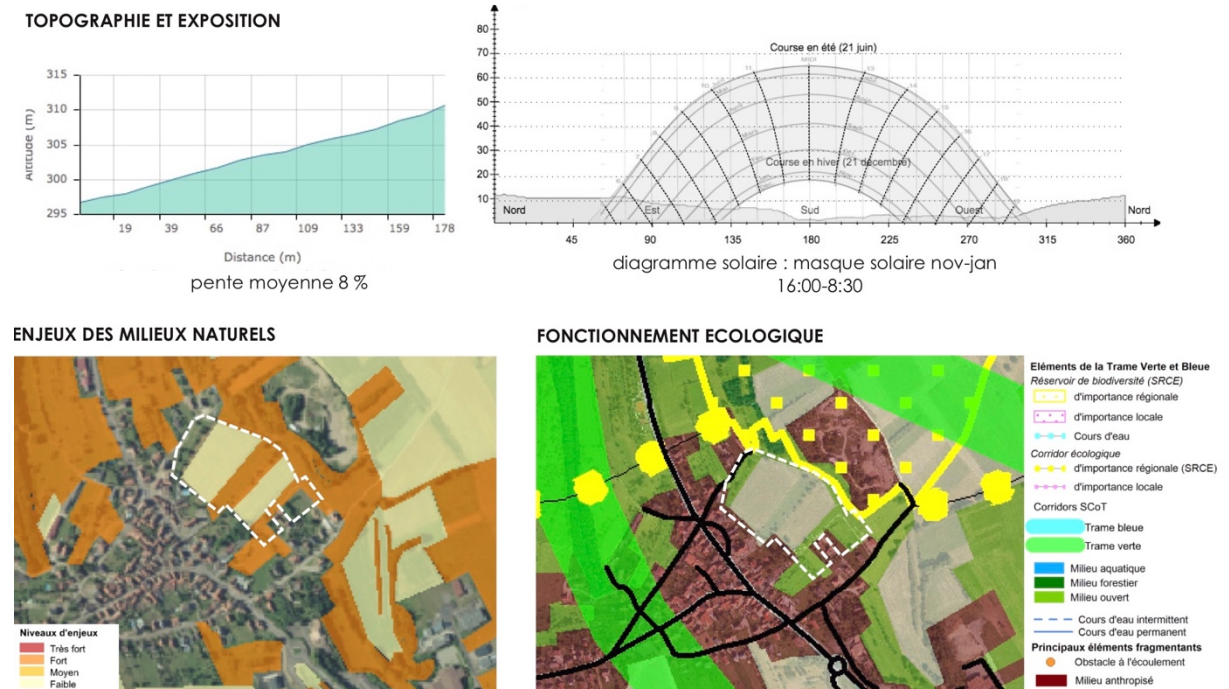 TOPOGRAPHIE ET EXPOSITION
315
310
305
300
295
Altitude (m)
19 39 66 87 109 133 159 178
Distance (m)
pente moyenne 8 %
80
70
60
50
40
30
20
10
Course en été (21 juin)
MIDI
Course en hiver (21 décembre)
Nord Est Sud Ouest Nord
45 90 135 180 225 270 315 360
diagramme solaire : masque solaire nov-jan
16:00-8:30
ENJEUX DES MILIEUX NATURELS
Niveaux d'enjeux
Très fort
Fort
Moyen
Faible
FONCTIONNEMENT ECOLOGIQUE
Eléments de la Trame Verte et Bleue
Réservoir de biodiversité (SRCE)
d'importance régionale
d'importance locale
Cours d'eau
Corridor écologique
d'importance régionale (SRCE)
d'importance locale
Corridors SCoT
Trame bleue
Trame verte
Milieu aquatique
Milieu forestier
Milieu ouvert
Cours d'eau intermittent
Cours d'eau permanent
Principaux éléments fragmentants
Obstacle à l'écoulement
Milieu anthropisé